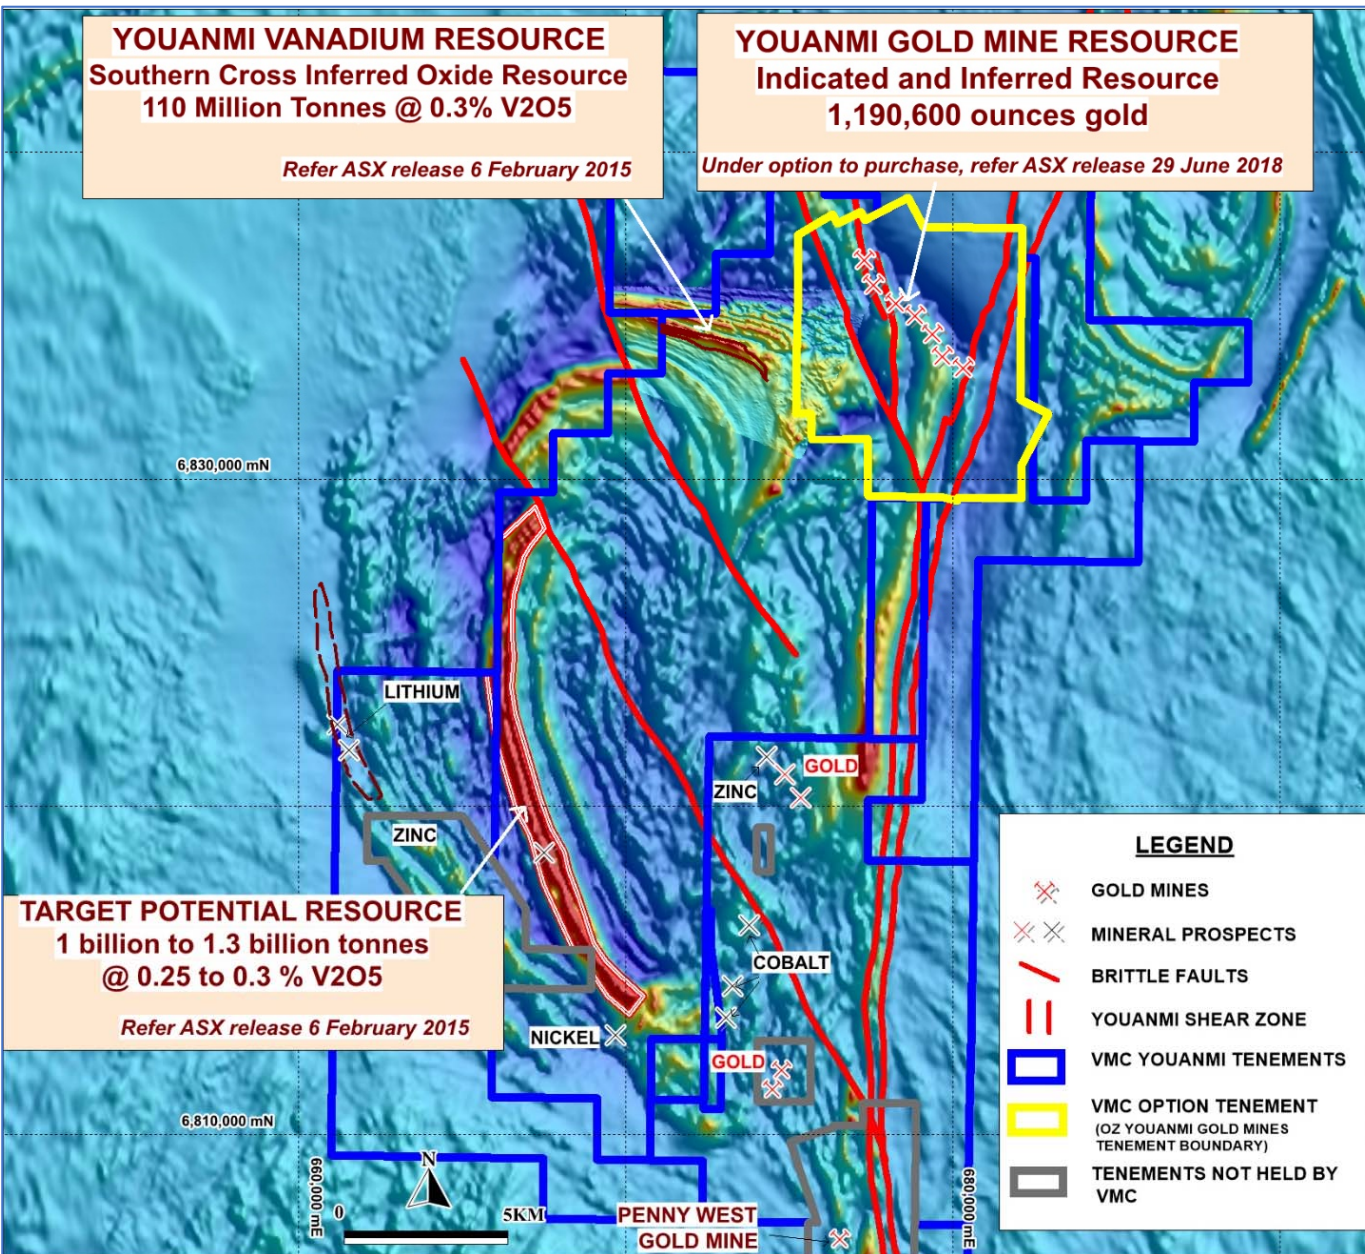 YOUANMI VANADIUM RESOURCE
Southern Cross Inferred Oxide Resource
110 Million Tonnes @ 0.3% V2O5
Refer ASX release 6 February 2015
YOUANMI GOLD MINE RESOURCE
Indicated and Inferred Resource
1,190,600 ounces gold
Under option to purchase, refer ASX release 29 June 2018
6,830,000 mN
LITHIUM
ZINC
GOLD
ZINC
TARGET POTENTIAL RESOURCE
1 billion to 1.3 billion tonnes
@ 0.25 to 0.3 % V2O5
Refer ASX release 6 February 2015
COBALT
NICKEL
GOLD
6,810,000 mN
660,000 mE
N
0
5KM
PENNY WEST
GOLD MINE
680,000 mE
LEGEND
GOLD MINES
MINERAL PROSPECTS
BRITTLE FAULTS
YOUANMI SHEAR ZONE
VMC YOUANMI TENEMENTS
VMC OPTION TENEMENT
(OZ YOUANMI GOLD MINES
TENEMENT BOUNDARY)
TENEMENTS NOT HELD BY
VMC